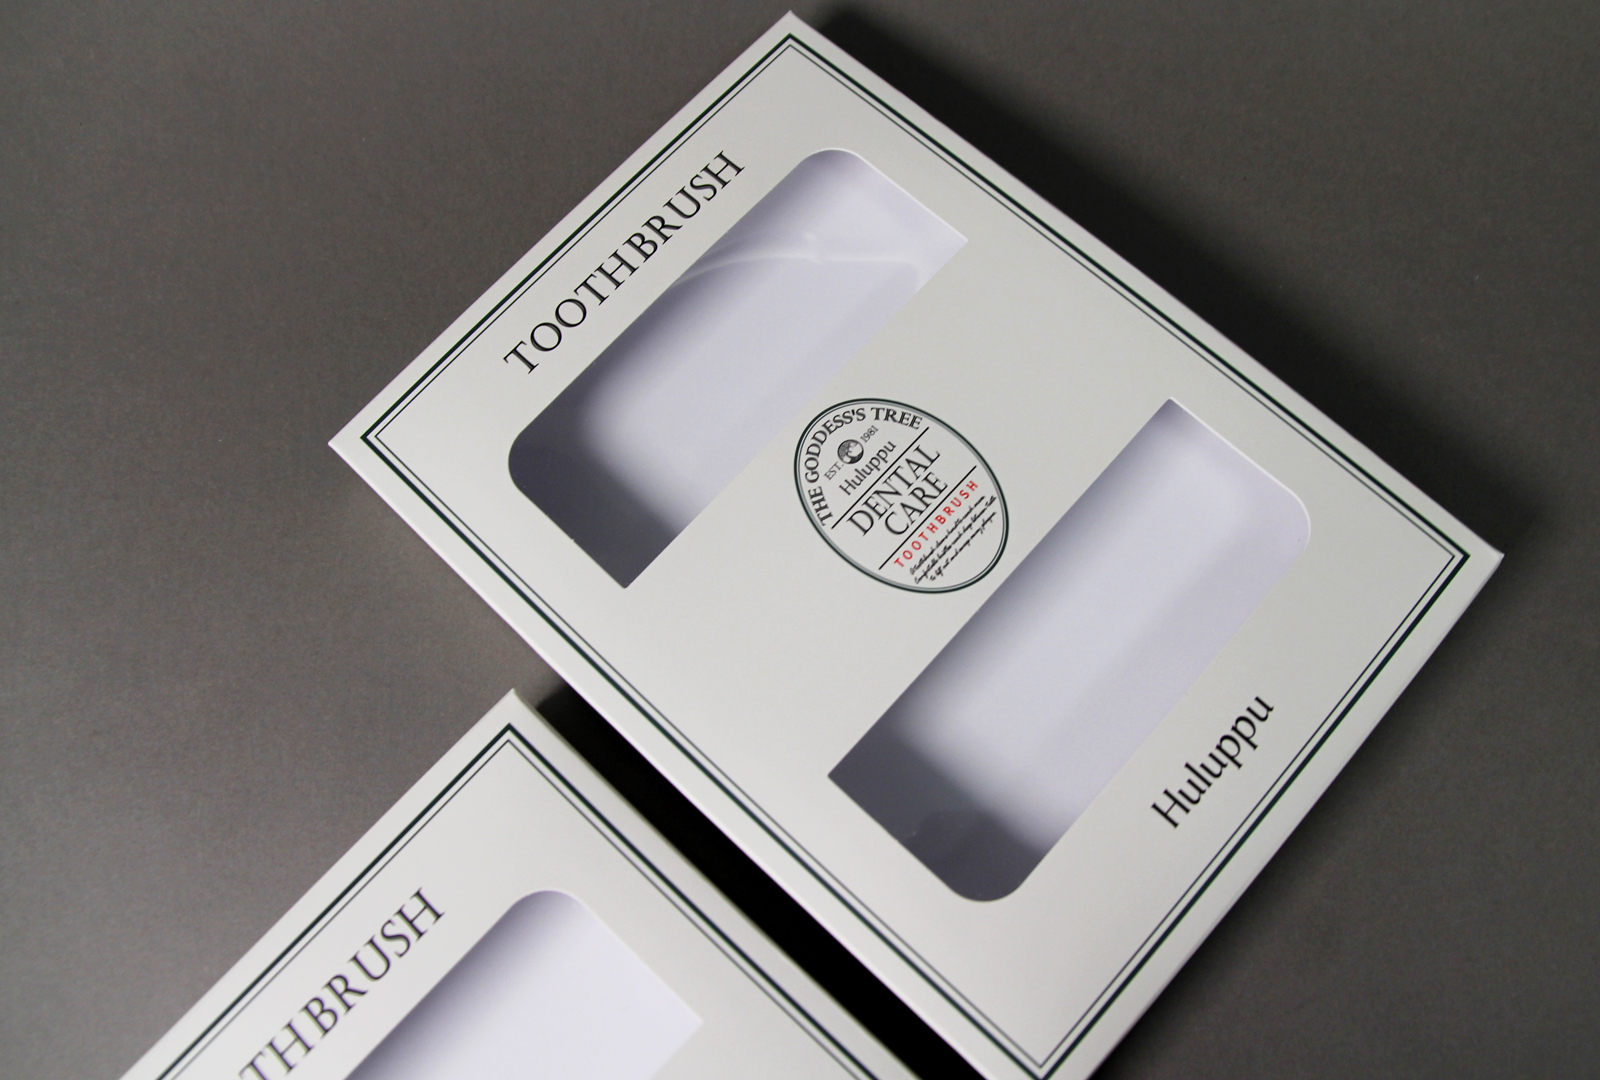 TOOTHBRUSH
THE GODDESS'S TREE
EST. 1981
Huluppu
DENTAL
CARE
TOOTHBRUSH
Huluppu
THBRUSH